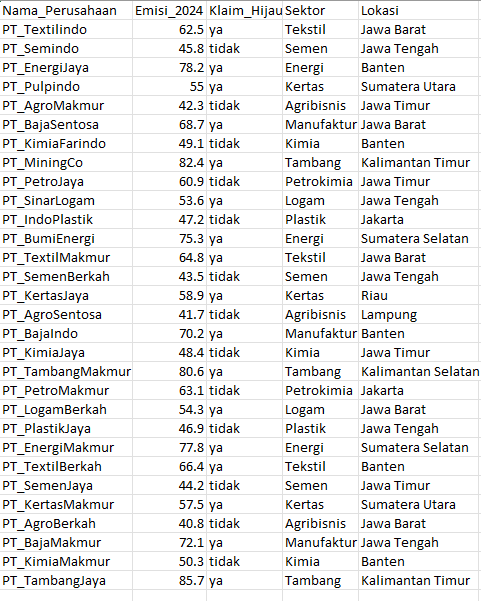 Nama_Perusahaan Emisi_2024 Klaim_Hijau Sektor Lokasi
PT_Textilindo 62.5 ya Tekstil Jawa Barat
PT_Semindo 45.8 tidak Semen Jawa Tengah
PT_EnergiJaya 78.2 ya Energi Banten
PT_Pulpindo 55 ya Kertas Sumatera Utara
PT_AgroMakmur 42.3 tidak Agribisnis Jawa Timur
PT_BajaSentosa 68.7 ya Manufaktur Jawa Barat
PT_KimiaFarindo 49.1 tidak Kimia Banten
PT_MiningCo 82.4 ya Tambang Kalimantan Timur
PT_PetroJaya 60.9 tidak Petrokimia Jawa Timur
PT_SinarLogam 53.6 ya Logam Jawa Tengah
PT_IndoPlastik 47.2 tidak Plastik Jakarta
PT_BumiEnergi 75.3 ya Energi Sumatera Selatan
PT_TextilMakmur 64.8 ya Tekstil Jawa Barat
PT_SemenBerkah 43.5 tidak Semen Jawa Tengah
PT_KertasJaya 58.9 ya Kertas Riau
PT_AgroSentosa 41.7 tidak Agribisnis Lampung
PT_BajaIndo 70.2 ya Manufaktur Banten
PT_KimiaJaya 48.4 tidak Kimia Jawa Timur
PT_TambangMakmur 80.6 ya Tambang Kalimantan Selatan
PT_PetroMakmur 63.1 tidak Petrokimia Jakarta
PT_LogamBerkah 54.3 ya Logam Jawa Barat
PT_PlastikJaya 46.9 tidak Plastik Jawa Tengah
PT_EnergiMakmur 77.8 ya Energi Sumatera Selatan
PT_TextilBerkah 66.4 ya Tekstil Banten
PT_SemenJaya 44.2 tidak Semen Jawa Timur
PT_KertasMakmur 57.5 ya Kertas Sumatera Utara
PT_AgroBerkah 40.8 tidak Agribisnis Jawa Barat
PT_BajaMakmur 72.1 ya Manufaktur Jawa Tengah
PT_KimiaMakmur 50.3 tidak Kimia Banten
PT_TambangJaya 85.7 ya Tambang Kalimantan Timur